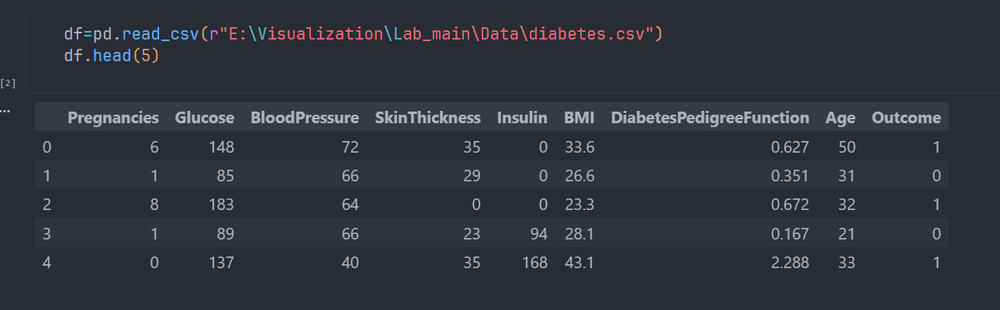 df=pd.read_csv(r"E:\Visualization\Lab_main\Data\diabetes.csv")
df.head(5)
[2]
...
Pregnancies Glucose BloodPressure SkinThickness Insulin BMI DiabetesPedigreeFunction Age Outcome
0 6 148 72 35 0 33.6 0.627 50 1
1 1 85 66 29 0 26.6 0.351 31 0
2 8 183 64 0 0 23.3 0.672 32 1
3 1 89 66 23 94 28.1 0.167 21 0
4 0 137 40 35 168 43.1 2.288 33 1